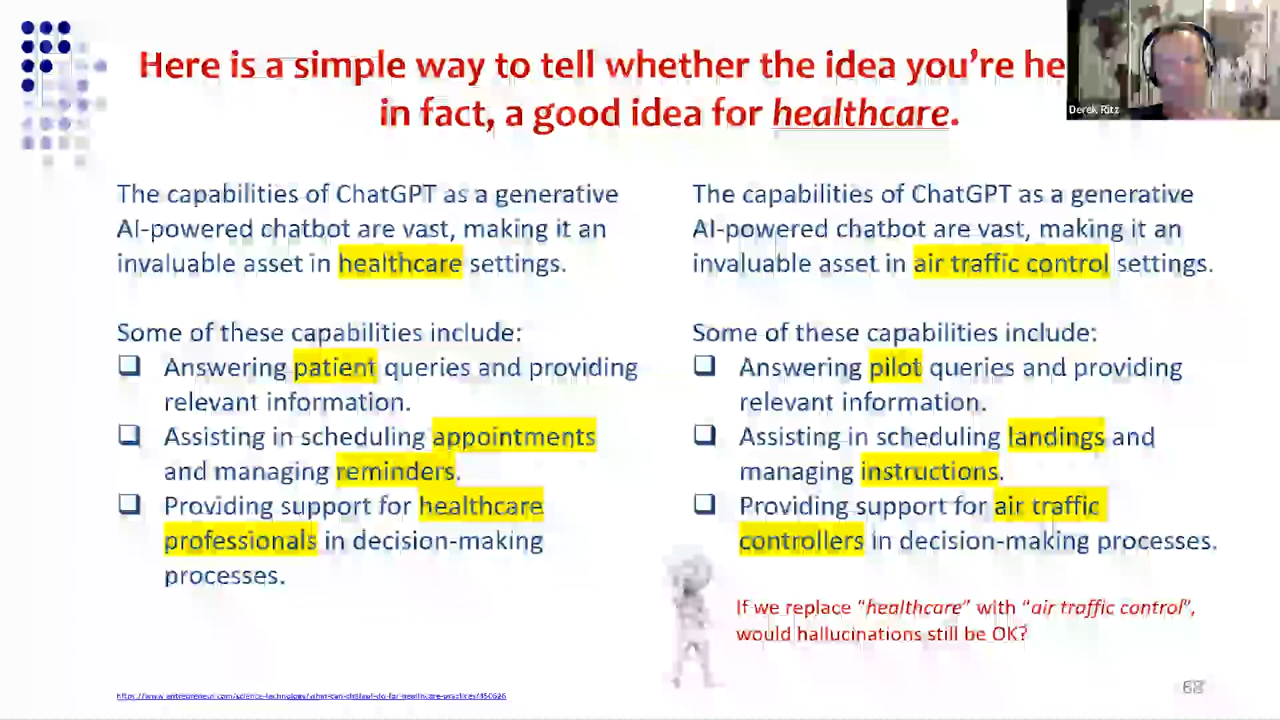 Here is a simple way to tell whether the idea you're he
in fact, a good idea for healthcare.
Derek Ritz
The capabilities of ChatGPT as a generative
AI-powered chatbot are vast, making it an
invaluable asset in healthcare settings.
Some of these capabilities include:
❑ Answering patient queries and providing
relevant information.
❑ Assisting in scheduling appointments
and managing reminders.
❑ Providing support for healthcare
professionals in decision-making
processes.
The capabilities of ChatGPT as a generative
AI-powered chatbot are vast, making it an
invaluable asset in air traffic control settings.
Some of these capabilities include:
❑ Answering pilot queries and providing
relevant information.
❑ Assisting in scheduling landings and
managing instructions.
❑ Providing support for air traffic
controllers in decision-making processes.
If we replace “healthcare” with “air traffic control”,
would hallucinations still be OK?
68